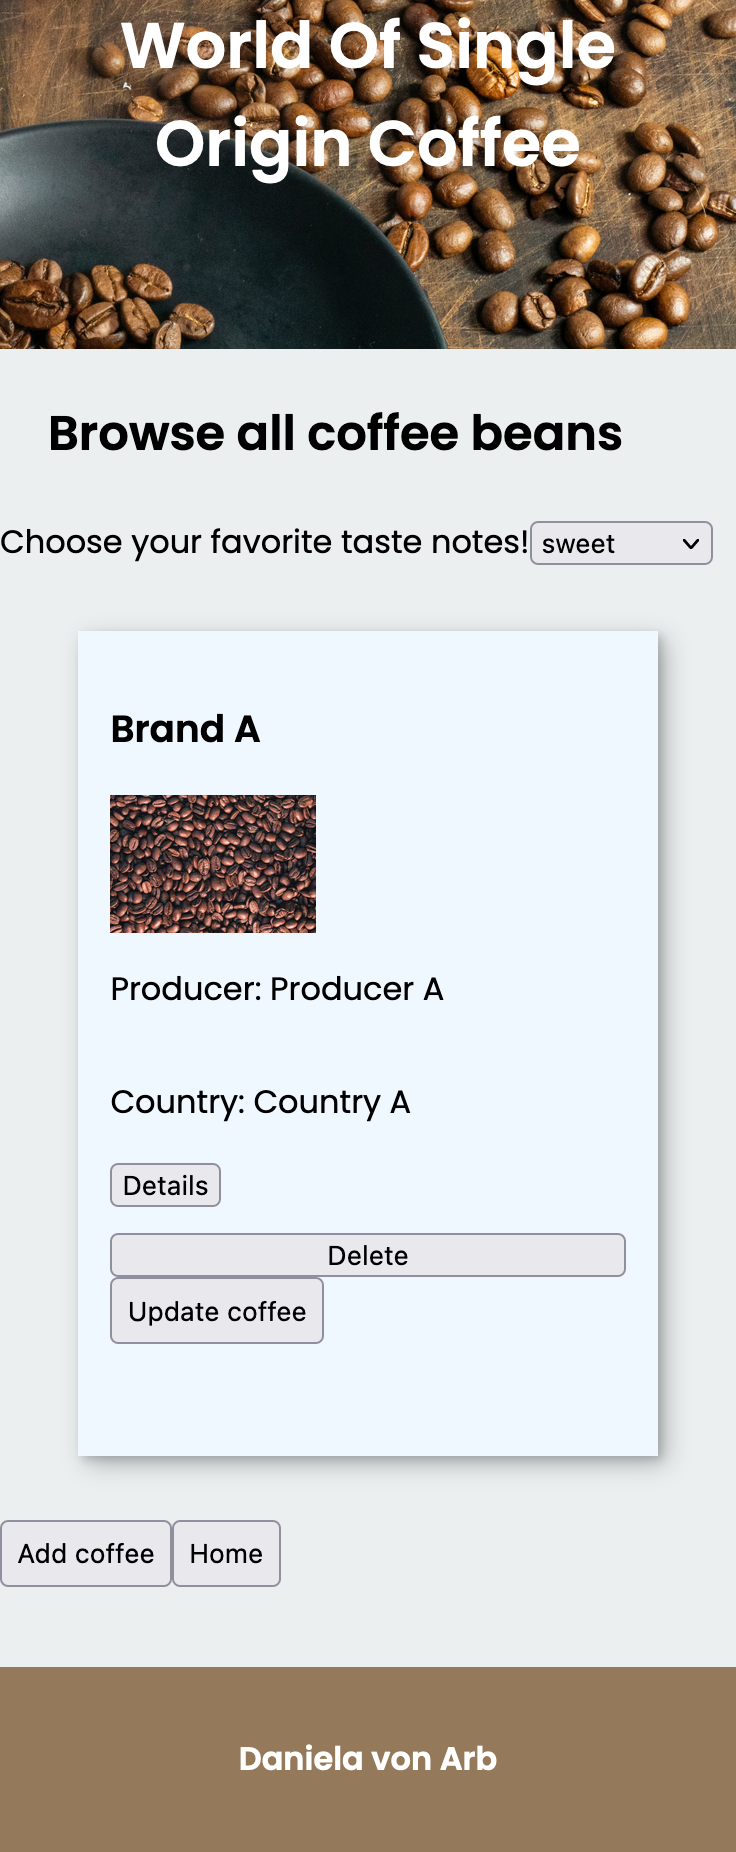 World Of Single
Origin Coffee
Browse all coffee beans
Choose your favorite taste notes! sweet
Brand A
Producer: Producer A
Country: Country A
Details
Delete
Update coffee
Add coffee Home
Daniela von Arb